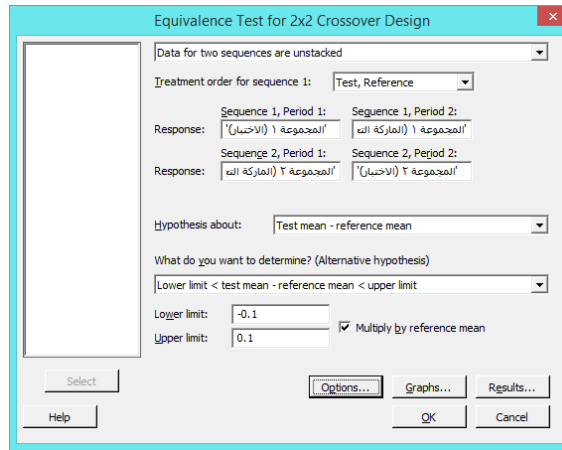 Equivalence Test for 2x2 Crossover Design
Data for two sequences are unstacked
Treatment order for sequence 1: Test, Reference
Sequence 1, Period 1: Sequence 1, Period 2:
Response: 'المجموعة ١ (الاختبار)' 'المجموعة ١ (الماركة الت
Sequence 2, Period 1: Sequence 2, Period 2:
Response: 'المجموعة ٢ (الماركة الت 'المجموعة ٢ (الاختبار)'
Hypothesis about: Test mean - reference mean
What do you want to determine? (Alternative hypothesis)
Lower limit < test mean - reference mean < upper limit
Lower limit: -0.1
Multiply by reference mean
Upper limit: 0.1
Select
Options... Graphs... Results...
Help OK Cancel